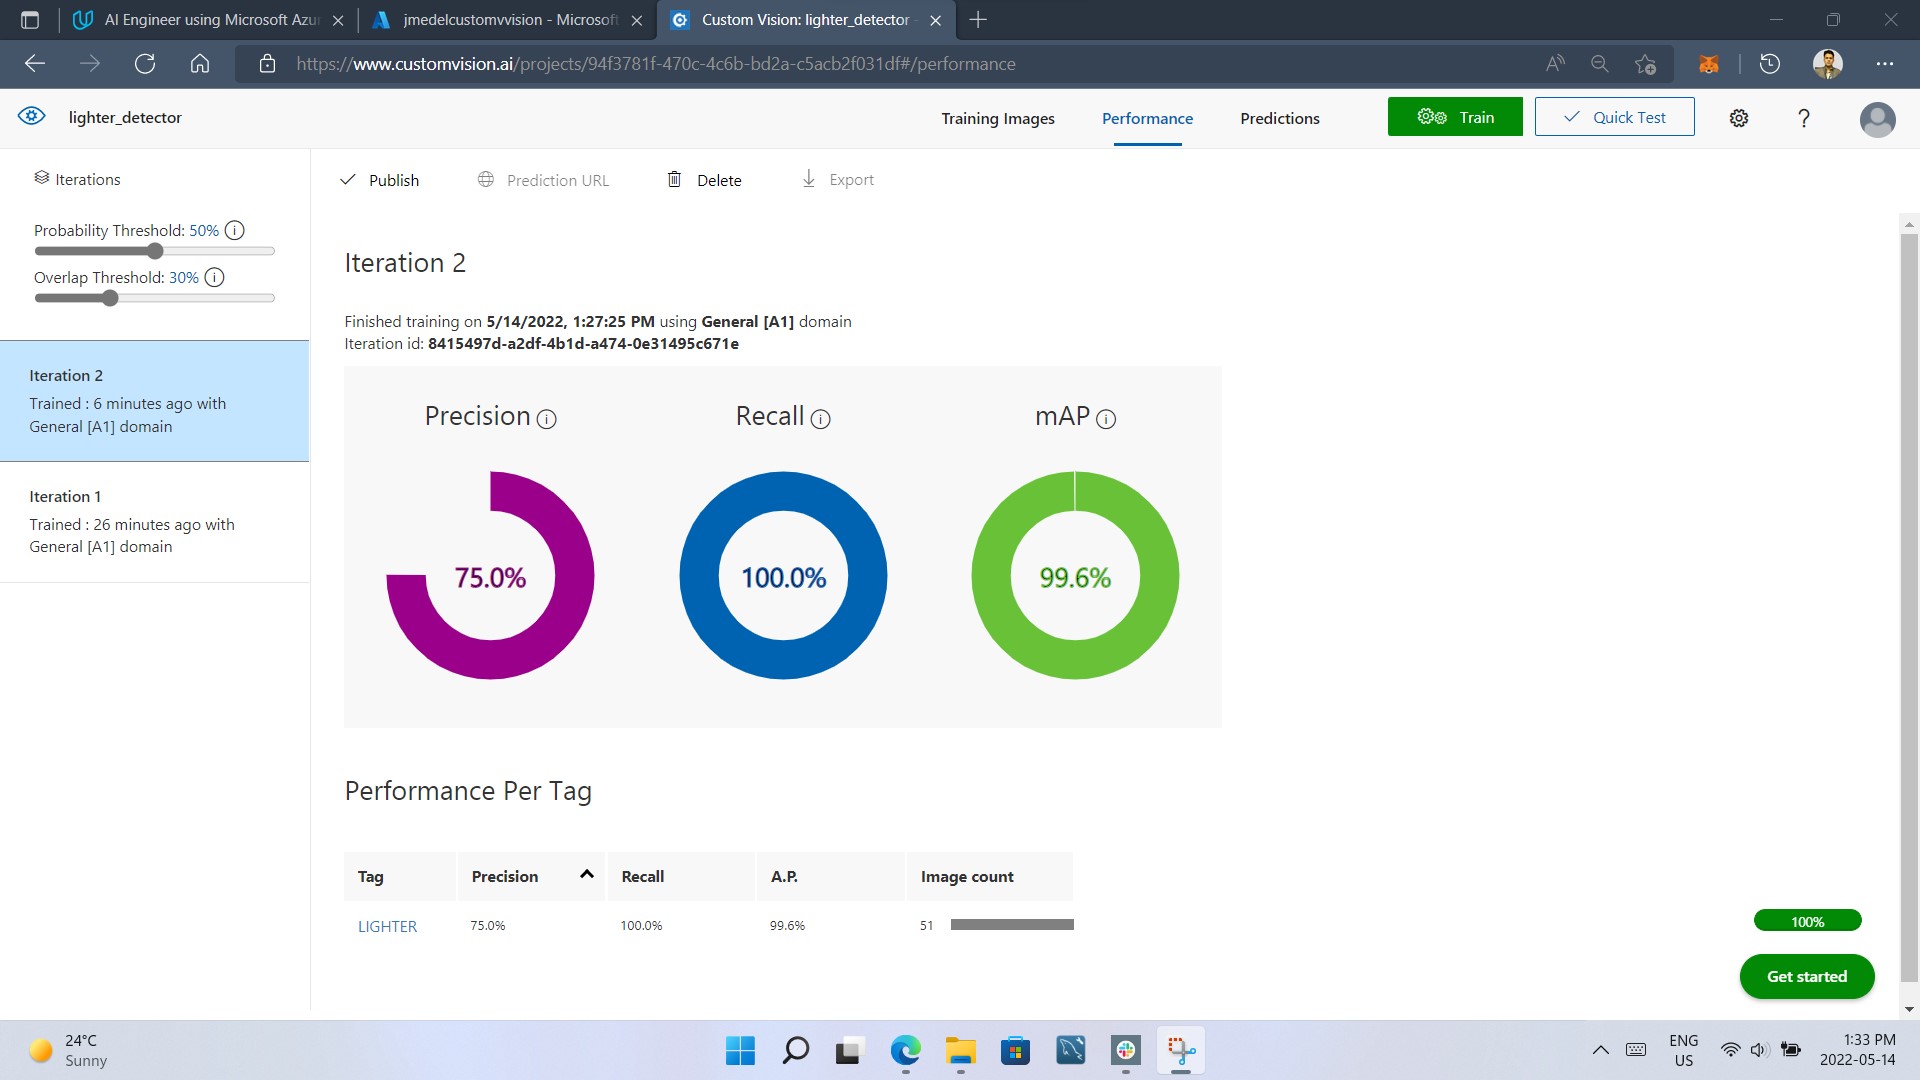 AI Engineer using Microsoft Azu
jmedelcustomvvision - Microsoft
Custom Vision: lighter_detector -
https://www.customvision.ai/projects/94f3781f-470c-4c6b-bd2a-c5acb2f031df#/performance
lighter_detector
Training Images
Performance
Predictions
Train
Quick Test
?
Iterations
Publish
Prediction URL
Delete
Export
Probability Threshold: 50%
Overlap Threshold: 30%
Iteration 2
Trained : 6 minutes ago with
General [A1] domain
Iteration 1
Trained : 26 minutes ago with
General [A1] domain
Iteration 2
Finished training on 5/14/2022, 1:27:25 PM using General [A1] domain
Iteration id: 8415497d-a2df-4b1d-a474-0e31495c671e
Precision
Recall
mAP
75.0%
100.0%
99.6%
Performance Per Tag
Tag Precision Recall A.P. Image count
LIGHTER 75.0% 100.0% 99.6% 51
100%
Get started
24°C
Sunny
ENG
US
1:33 PM
2022-05-14